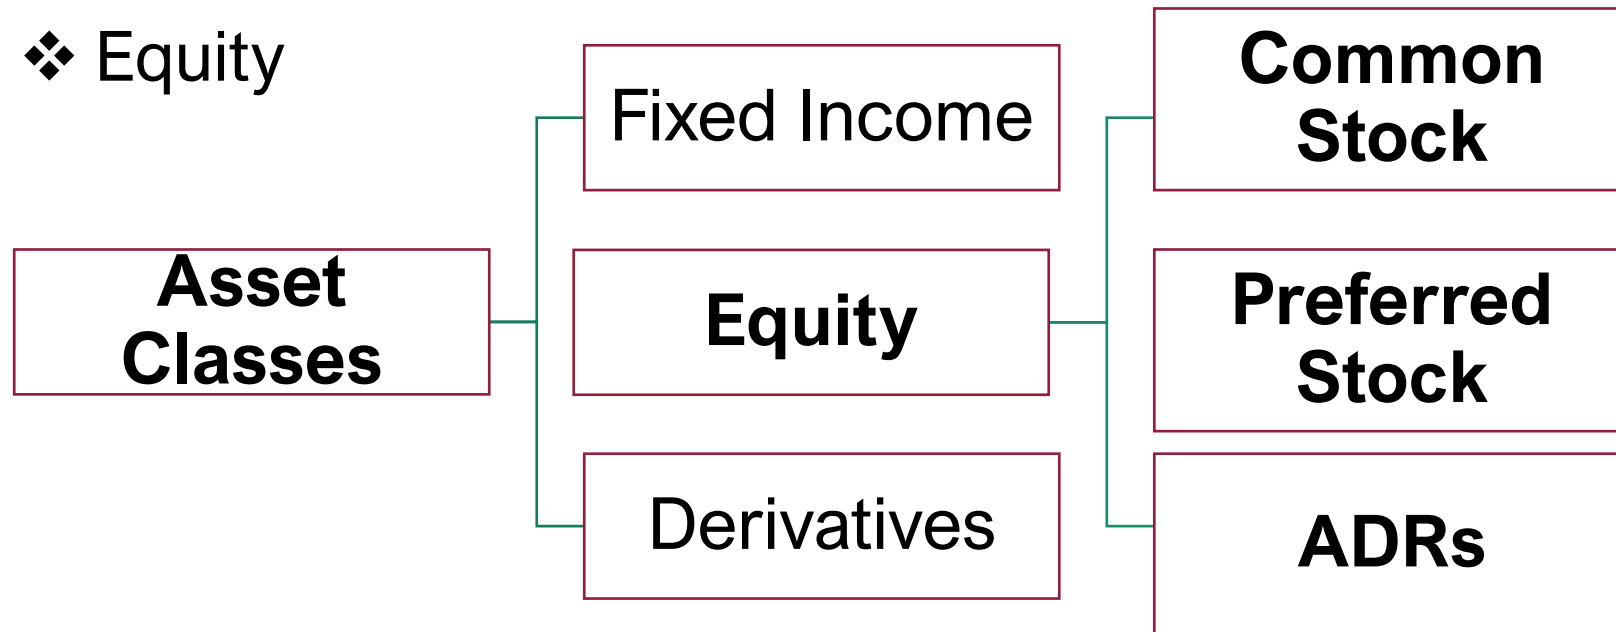 ❖ Equity
Asset
Classes
Fixed Income
Equity
Derivatives
Common
Stock
Preferred
Stock
ADRs